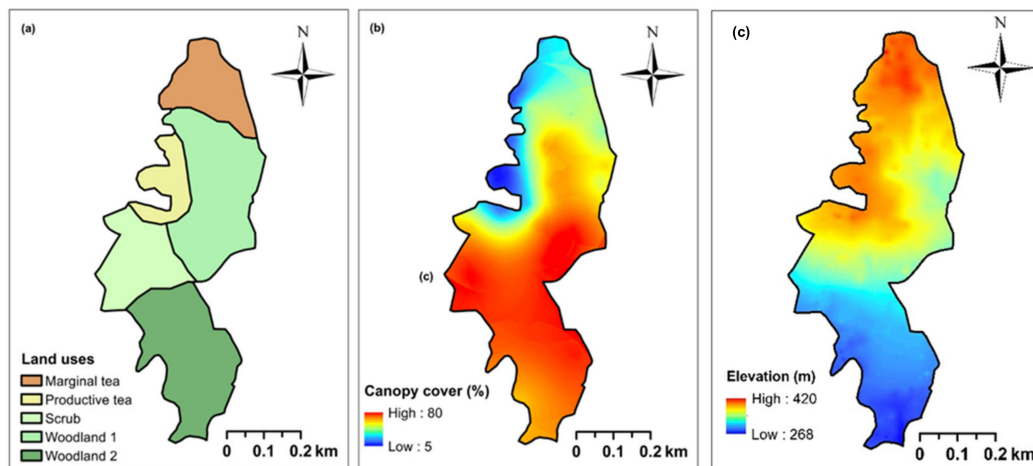 (a)
N
Land uses
Marginal tea
Productive tea
Scrub
Woodland 1
Woodland 2
0 0.1 0.2 km
(b)
N
(c)
Canopy cover (%)
High : 80
Low : 5
0 0.1 0.2 km
(c)
N
Elevation (m)
High : 420
Low : 268
0 0.1 0.2 km